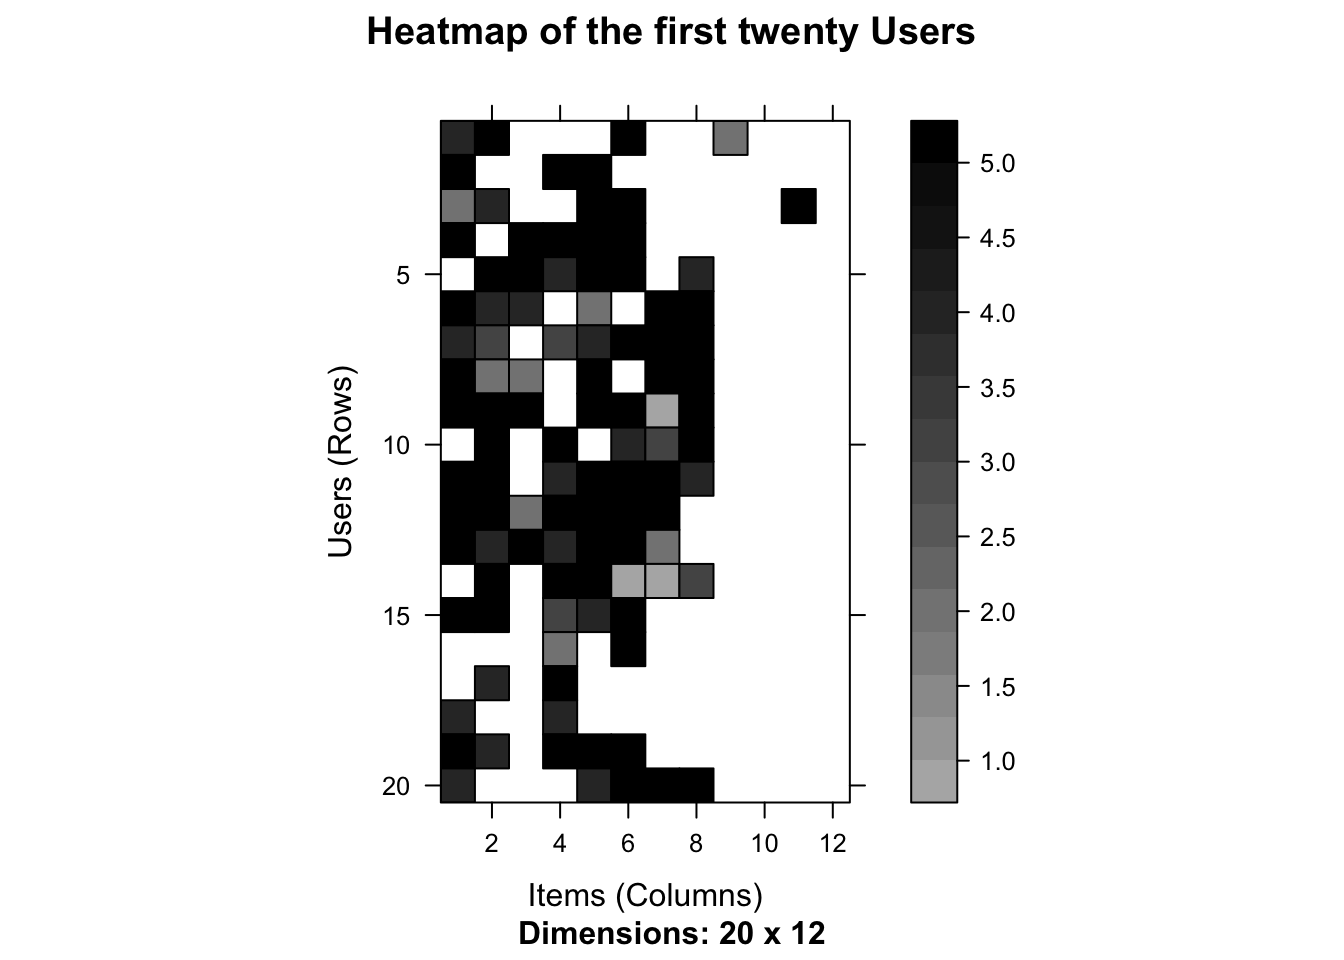 Heatmap of the first twenty Users
Users (Rows)
5
10
15
20
2 4 6 8 10 12
5.0
4.5
4.0
3.5
3.0
2.5
2.0
1.5
1.0
Items (Columns)
Dimensions: 20 x 12